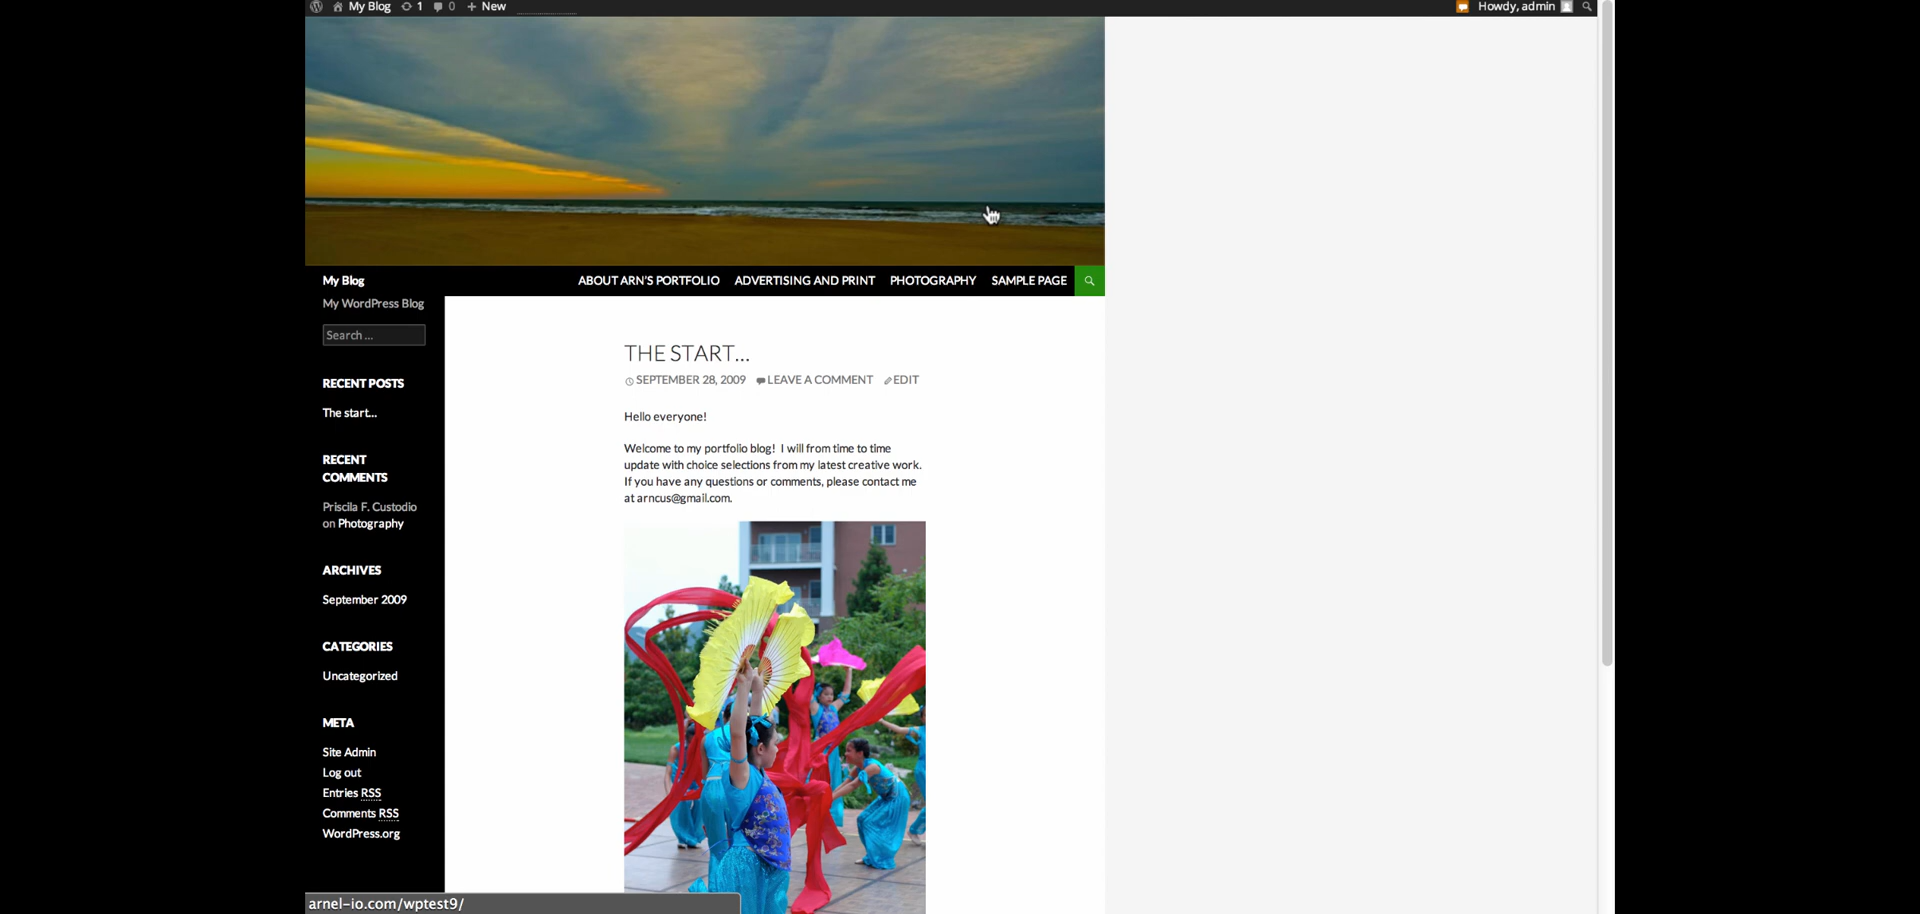 My Blog 1 0 + New Howdy, admin
My Blog ABOUT ARN'S PORTFOLIO ADVERTISING AND PRINT PHOTOGRAPHY SAMPLE PAGE
My WordPress Blog
Search ...
RECENT POSTS
The start...
RECENT
COMMENTS
Priscila F. Custodio
on Photography
ARCHIVES
September 2009
CATEGORIES
Uncategorized
META
Site Admin
Log out
Entries RSS
Comments RSS
WordPress.org
THE START...
SEPTEMBER 28, 2009 LEAVE A COMMENT EDIT
Hello everyone!
Welcome to my portfolio blog! I will from time to time
update with choice selections from my latest creative work.
If you have any questions or comments, please contact me
at arncus@gmail.com.
arnel-io.com/wptest9/